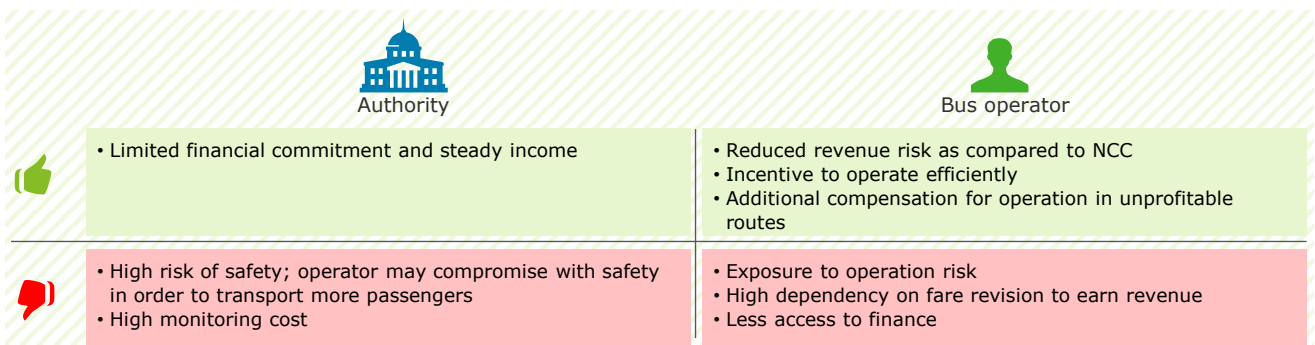 Authority
Bus operator
• Limited financial commitment and steady income
• Reduced revenue risk as compared to NCC
• Incentive to operate efficiently
• Additional compensation for operation in unprofitable
routes
• High risk of safety; operator may compromise with safety
in order to transport more passengers
• High monitoring cost
• Exposure to operation risk
• High dependency on fare revision to earn revenue
• Less access to finance